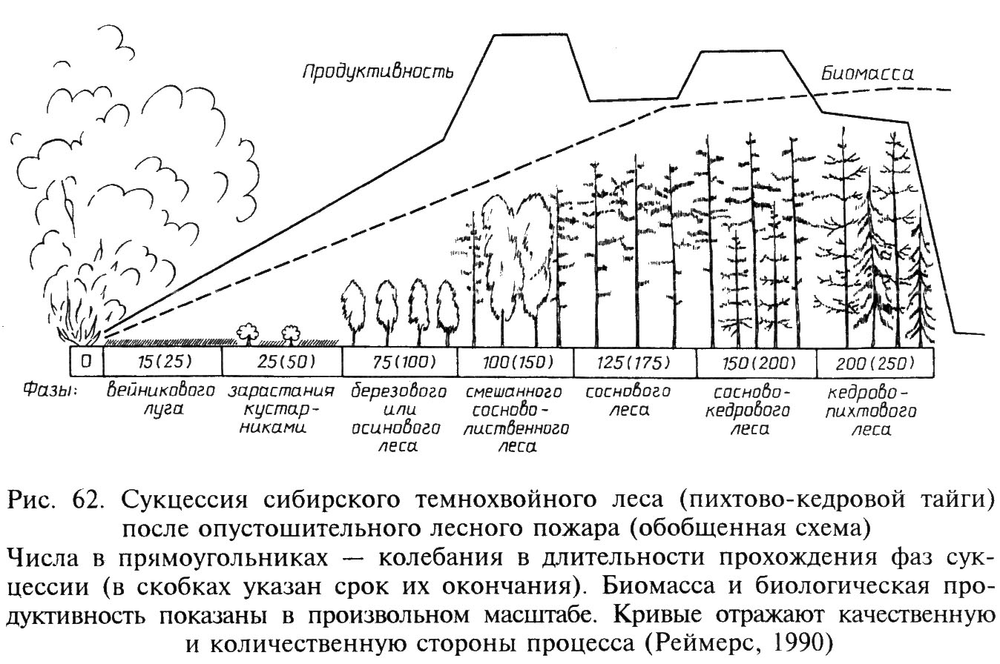 Продуктивность
Биомасса
0 15(25) 25(50) 75(100) 100(150) 125(175) 150(200) 200(250)
Фазы: вейникового луга
зарастания кустар-
никами
березового
или
осинового
леса
смешанного
сосново-
лиственного
леса
соснового
леса
сосново-
кедрового
леса
кедрово-
пихтового
леса
Рис. 62. Сукцессия сибирского темнохвойного леса (пихтово-кедровой тайги)
после опустошительного лесного пожара (обобщенная схема)
Числа в прямоугольниках — колебания в длительности прохождения фаз сук-
цессии (в скобках указан срок их окончания). Биомасса и биологическая про-
дуктивность показаны в произвольном масштабе. Кривые отражают качественную
и количественную стороны процесса (Реймерс, 1990)